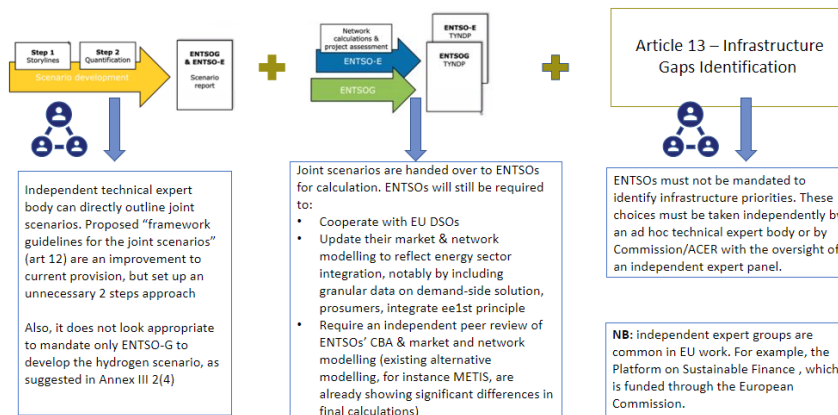 Step 1
Storylines
Step 2
Quantification
Scenario development
ENTSOG
& ENTSO-E
Scenario
report
Network
calculations &
project assessment
ENTSO-E
ENTSOG
ENTSO-E
TYNDP
ENTSOG
TYNDP
Article 13 – Infrastructure
Gaps Identification
Independent technical expert
body can directly outline joint
scenarios. Proposed “framework
guidelines for the joint scenarios”
(art 12) are an improvement to
current provision, but set up an
unnecessary 2 steps approach
Also, it does not look appropriate
to mandate only ENTSO-G to
develop the hydrogen scenario, as
suggested in Annex III 2(4)
Joint scenarios are handed over to ENTSOs
for calculation. ENTSOs will still be required
to:
• Cooperate with EU DSOs
• Update their market & network
modelling to reflect energy sector
integration, notably by including
granular data on demand-side solution,
prosumers, integrate ee1st principle
• Require an independent peer review of
ENTSOs’ CBA & market and network
modelling (existing alternative
modelling, for instance METIS, are
already showing significant differences in
final calculations)
ENTSOs must not be mandated to
identify infrastructure priorities. These
choices must be taken independently by
an ad hoc technical expert body or by
Commission/ACER with the oversight of
an independent expert panel.
NB: independent expert groups are
common in EU work. For example, the
Platform on Sustainable Finance , which
is funded through the European
Commission.